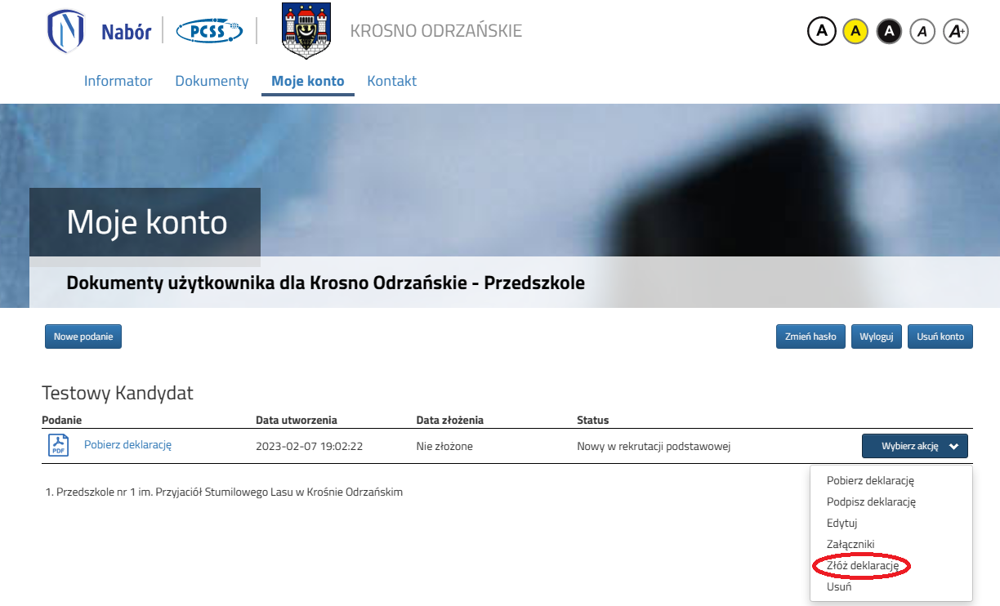 Nabór PCSS KROSNO ODRZAŃSKIE A A A A A+
Informator Dokumenty Moje konto Kontakt
Moje konto
Dokumenty użytkownika dla Krosno Odrzańskie - Przedszkole
Nowe podanie Zmień hasło Wyloguj Usuń konto
Testowy Kandydat
Podanie Data utworzenia Data złożenia Status
PDF Pobierz deklarację 2023-02-07 19:02:22 Nie złożone Nowy w rekrutacji podstawowej Wybierz akcję
1. Przedszkole nr 1 im. Przyjaciół Stumilowego Lasu w Krośnie Odrzańskim
Pobierz deklarację
Podpisz deklarację
Edytuj
Załączniki
Złóż deklarację
Usuń